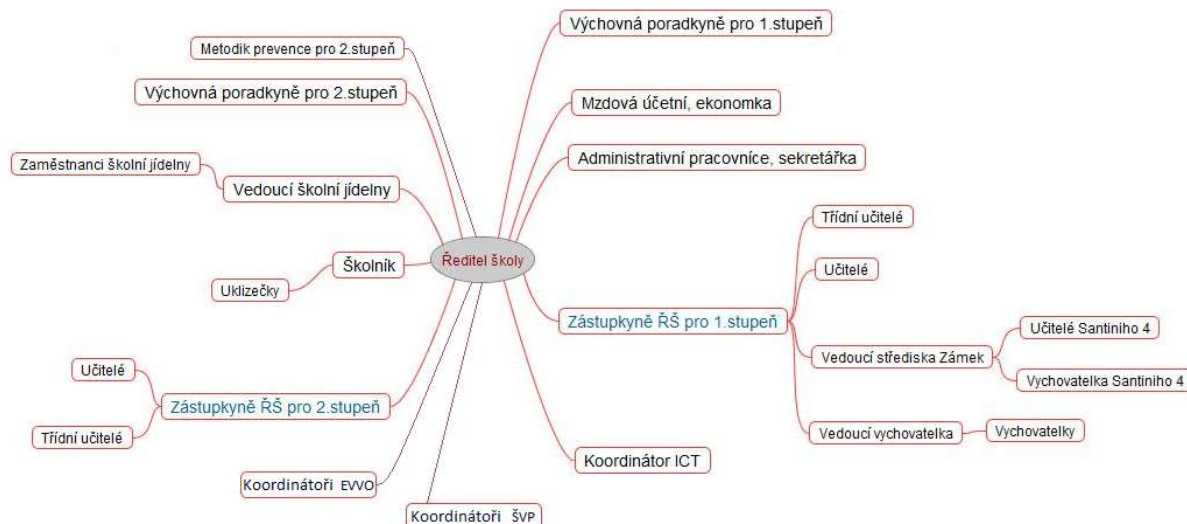 Výchovná poradkyně pro 1.stupeň
Metodik prevence pro 2.stupeň
Výchovná poradkyně pro 2.stupeň
Mzdová účetní, ekonomka
Administrativní pracovníce, sekretářka
Zaměstnanci školní jídelny
Vedoucí školní jídelny
Třídní učitelé
Ředitel školy
Školník
Učitelé
Uklizečky
Zástupkyně ŘŠ pro 1.stupeň
Učitelé Santiniho 4
Vedoucí střediska Zámek
Učitelé
Vychovatelka Santiniho 4
Zástupkyně ŘŠ pro 2.stupeň
Třídní učitelé
Vedoucí vychovatelka
Vychovatelky
Koordinátor ICT
Koordinátoři EVVO
Koordinátoři ŠVP